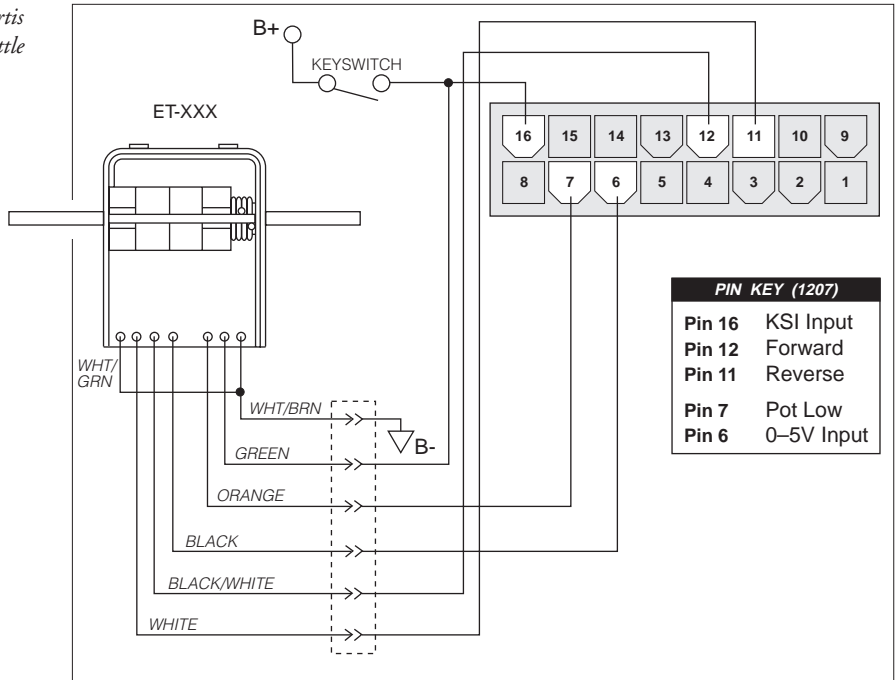 rtis
ttle
B+
KEYSWITCH
ET-XXX
16 15 14 13 12 11 10 9
8 7 6 5 4 3 2 1
PIN KEY (1207)
Pin 16 KSI Input
Pin 12 Forward
Pin 11 Reverse
Pin 7 Pot Low
Pin 6 0–5V Input
WHT/
GRN
WHT/BRN
B-
GREEN
ORANGE
BLACK
BLACK/WHITE
WHITE